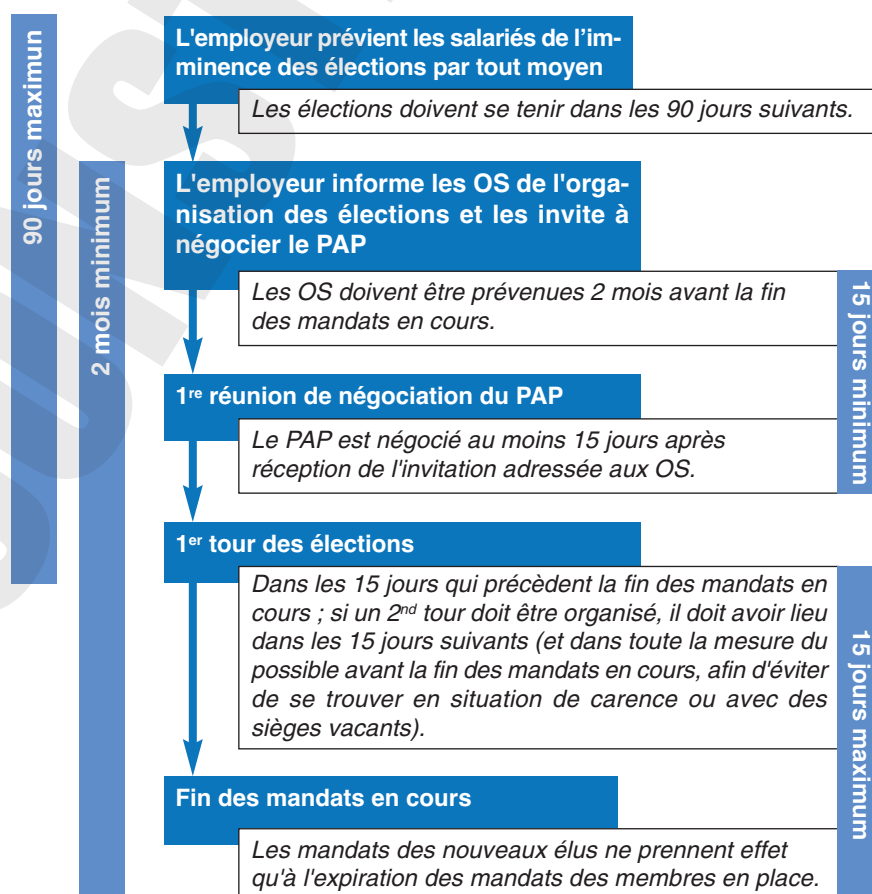 90 jours maximun
2 mois minimum
L'employeur prévient les salariés de l'im-
minence des élections par tout moyen
Les élections doivent se tenir dans les 90 jours suivants.
L'employeur informe les OS de l'orga-
nisation des élections et les invite à
négocier le PAP
Les OS doivent être prévenues 2 mois avant la fin
des mandats en cours.
15 jours minimum
1re réunion de négociation du PAP
Le PAP est négocié au moins 15 jours après
réception de l'invitation adressée aux OS.
1er tour des élections
Dans les 15 jours qui précèdent la fin des mandats en
cours ; si un 2nd tour doit être organisé, il doit avoir lieu
dans les 15 jours suivants (et dans toute la mesure du
possible avant la fin des mandats en cours, afin d'éviter
de se trouver en situation de carence ou avec des
sièges vacants).
15 jours maximum
Fin des mandats en cours
Les mandats des nouveaux élus ne prennent effet
qu'à l'expiration des mandats des membres en place.